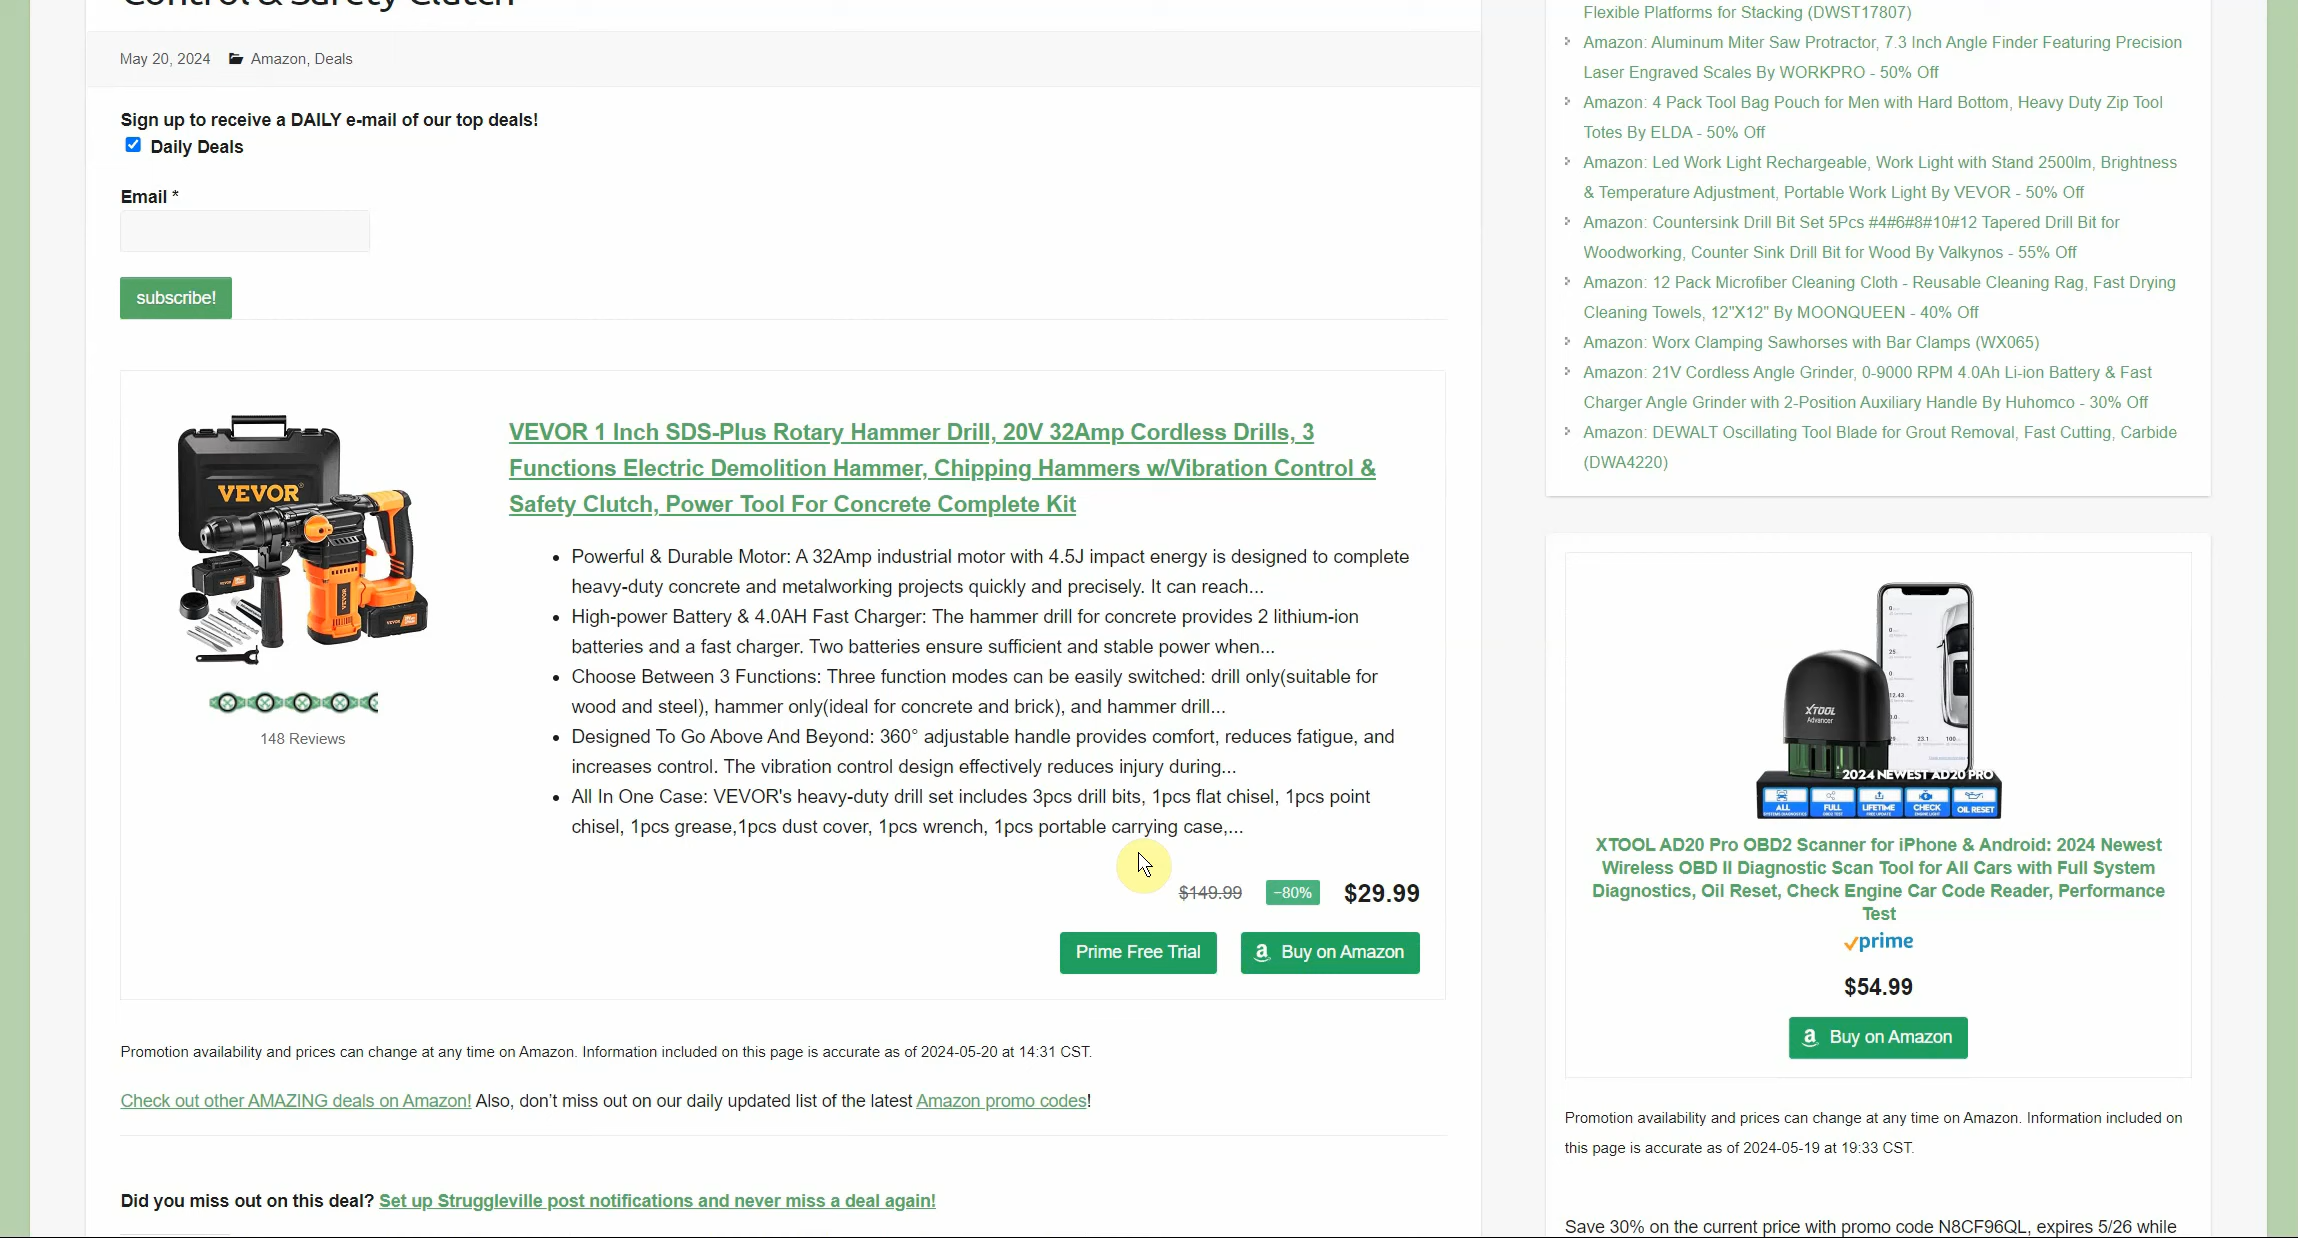 Control & Safety Clutch
May 20, 2024 Amazon, Deals
Sign up to receive a DAILY e-mail of our top deals!
Daily Deals
Email *
subscribe!
VEVOR
VEVOR 1 Inch SDS-Plus Rotary Hammer Drill, 20V 32Amp Cordless Drills, 3
Functions Electric Demolition Hammer, Chipping Hammers w/Vibration Control &
Safety Clutch, Power Tool For Concrete Complete Kit
148 Reviews
• Powerful & Durable Motor: A 32Amp industrial motor with 4.5J impact energy is designed to complete
heavy-duty concrete and metalworking projects quickly and precisely. It can reach...
• High-power Battery & 4.0AH Fast Charger: The hammer drill for concrete provides 2 lithium-ion
batteries and a fast charger. Two batteries ensure sufficient and stable power when...
• Choose Between 3 Functions: Three function modes can be easily switched: drill only(suitable for
wood and steel), hammer only(ideal for concrete and brick), and hammer drill...
• Designed To Go Above And Beyond: 360° adjustable handle provides comfort, reduces fatigue, and
increases control. The vibration control design effectively reduces injury during...
• All In One Case: VEVOR's heavy-duty drill set includes 3pcs drill bits, 1pcs flat chisel, 1pcs point
chisel, 1pcs grease,1pcs dust cover, 1pcs wrench, 1pcs portable carrying case,...
$149.99 −80% $29.99
Prime Free Trial Buy on Amazon
Promotion availability and prices can change at any time on Amazon. Information included on this page is accurate as of 2024-05-20 at 14:31 CST.
Check out other AMAZING deals on Amazon! Also, don't miss out on our daily updated list of the latest Amazon promo codes!
Did you miss out on this deal? Set up Struggleville post notifications and never miss a deal again!
Flexible Platforms for Stacking (DWST17807)
Amazon: Aluminum Miter Saw Protractor, 7.3 Inch Angle Finder Featuring Precision
Laser Engraved Scales By WORKPRO - 50% Off
Amazon: 4 Pack Tool Bag Pouch for Men with Hard Bottom, Heavy Duty Zip Tool
Totes By ELDA - 50% Off
Amazon: Led Work Light Rechargeable, Work Light with Stand 2500lm, Brightness
& Temperature Adjustment, Portable Work Light By VEVOR - 50% Off
Amazon: Countersink Drill Bit Set 5Pcs #4#6#8#10#12 Tapered Drill Bit for
Woodworking, Counter Sink Drill Bit for Wood By Valkynos - 55% Off
Amazon: 12 Pack Microfiber Cleaning Cloth - Reusable Cleaning Rag, Fast Drying
Cleaning Towels, 12"X12" By MOONQUEEN - 40% Off
Amazon: Worx Clamping Sawhorses with Bar Clamps (WX065)
Amazon: 21V Cordless Angle Grinder, 0-9000 RPM 4.0Ah Li-ion Battery & Fast
Charger Angle Grinder with 2-Position Auxiliary Handle By Huhomco - 30% Off
Amazon: DEWALT Oscillating Tool Blade for Grout Removal, Fast Cutting, Carbide
(DWA4220)
XTOOL
Advancer
2024 NEWEST AD20 PRO
ALL FULL LIFETIME CHECK OIL RESET
XTOOL AD20 Pro OBD2 Scanner for iPhone & Android: 2024 Newest
Wireless OBD II Diagnostic Scan Tool for All Cars with Full System
Diagnostics, Oil Reset, Check Engine Car Code Reader, Performance
Test
prime
$54.99
Buy on Amazon
Promotion availability and prices can change at any time on Amazon. Information included on
this page is accurate as of 2024-05-19 at 19:33 CST.
Save 30% on the current price with promo code N8CF96QL, expires 5/26 while